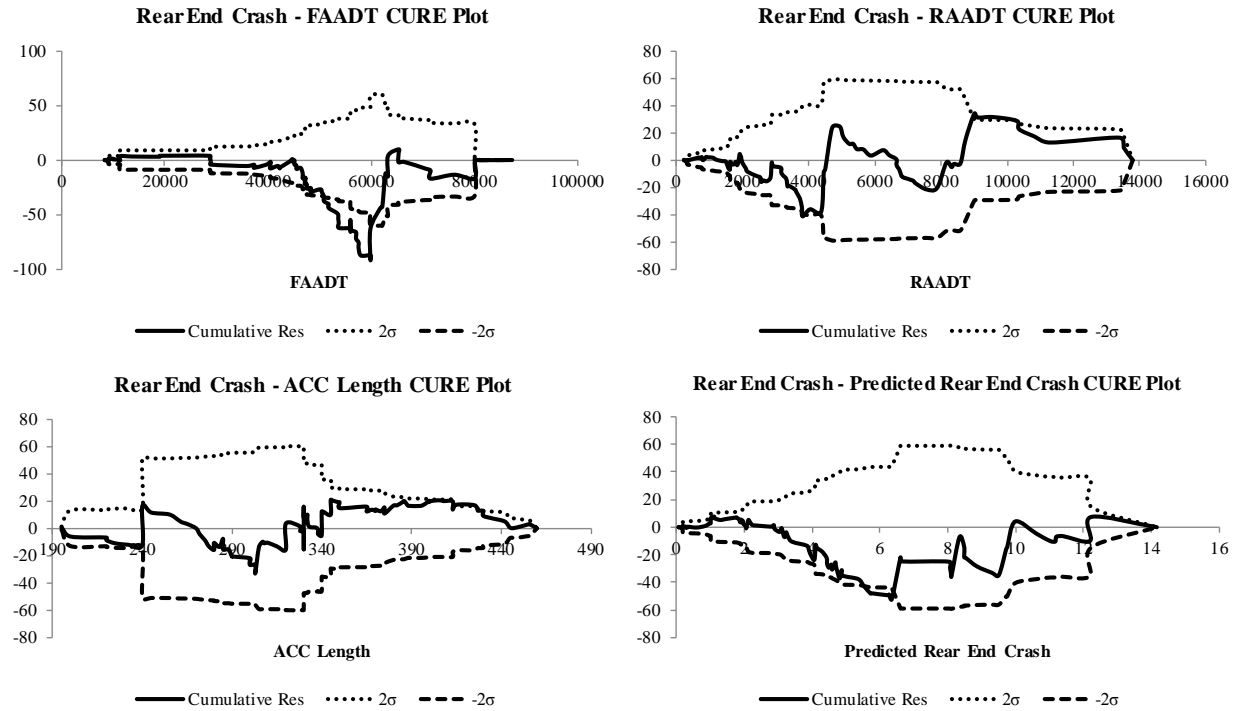 Rear End Crash - FAADT CURE Plot
100
50
0
-50
-100
0 20000 40000 60000 80000 100000
FAADT
Cumulative Res 2σ -2σ
Rear End Crash - RAADT CURE Plot
80
60
40
20
0
-20
-40
-60
-80
0 2000 4000 6000 8000 10000 12000 14000 16000
RAADT
Cumulative Res 2σ -2σ
Rear End Crash - ACC Length CURE Plot
80
60
40
20
0
-20
-40
-60
-80
190 240 290 340 390 440 490
ACC Length
Cumulative Res 2σ -2σ
Rear End Crash - Predicted Rear End Crash CURE Plot
80
60
40
20
0
-20
-40
-60
-80
0 2 4 6 8 10 12 14 16
Predicted Rear End Crash
Cumulative Res 2σ -2σ